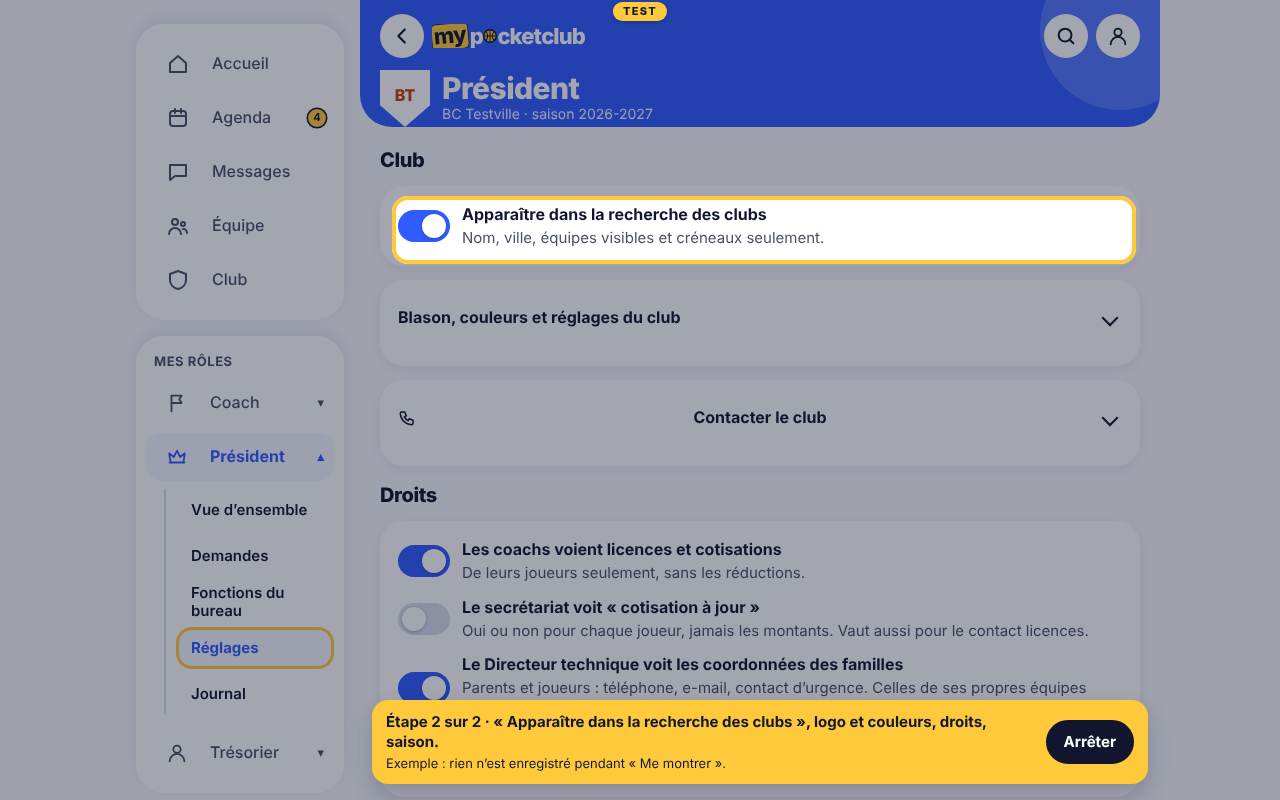 TEST
Accueil
Agenda
4
Messages
Équipe
Club
MES RÔLES
Coach
Président
Vue d’ensemble
Demandes
Fonctions du
bureau
Réglages
Journal
Trésorier
mypocketclub
BT
Président
BC Testville · saison 2026-2027
Club
Apparaître dans la recherche des clubs
Nom, ville, équipes visibles et créneaux seulement.
Blason, couleurs et réglages du club
Contacter le club
Droits
Les coachs voient licences et cotisations
De leurs joueurs seulement, sans les réductions.
Le secrétariat voit « cotisation à jour »
Oui ou non pour chaque joueur, jamais les montants. Vaut aussi pour le contact licences.
Le Directeur technique voit les coordonnées des familles
Parents et joueurs : téléphone, e-mail, contact d’urgence. Celles de ses propres équipes
Étape 2 sur 2 · « Apparaître dans la recherche des clubs », logo et couleurs, droits,
saison.
Exemple : rien n’est enregistré pendant « Me montrer ».
Arrêter